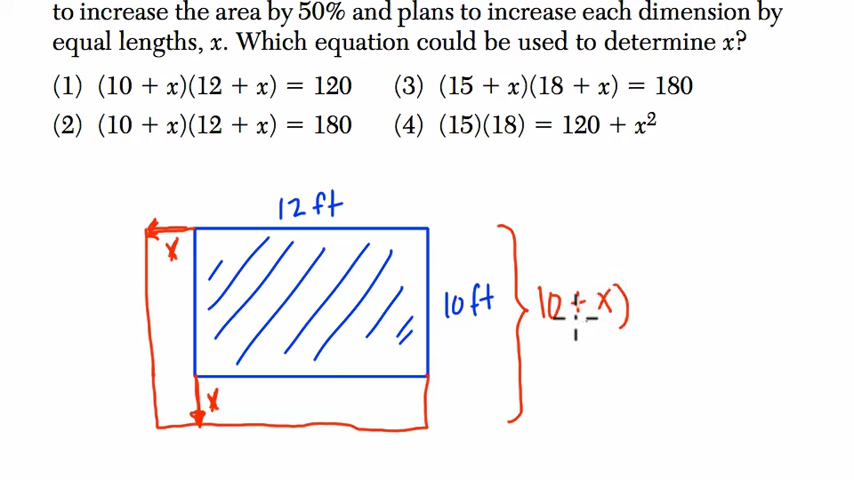 to increase the area by 50% and plans to increase each dimension by
equal lengths, x. Which equation could be used to determine x?
(1) (10 + x)(12 + x) = 120 (3) (15 + x)(18 + x) = 180
(2) (10 + x)(12 + x) = 180 (4) (15)(18) = 120 + x²
12 ft
x
10 ft
10 + x)
x